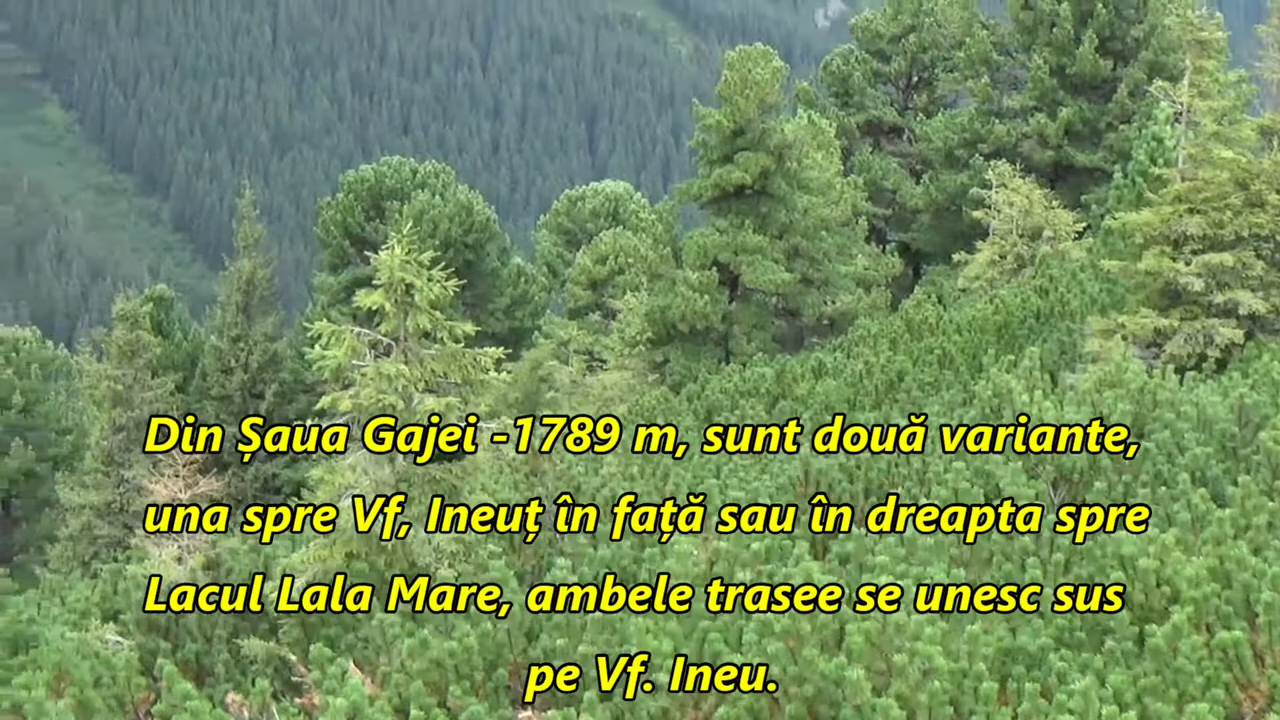 Din Șaua Gajei -1789 m, sunt două variante,
una spre Vf, Ineuț în față sau în dreapta spre
Lacul Lala Mare, ambele trasee se unesc sus
pe Vf. Ineu.